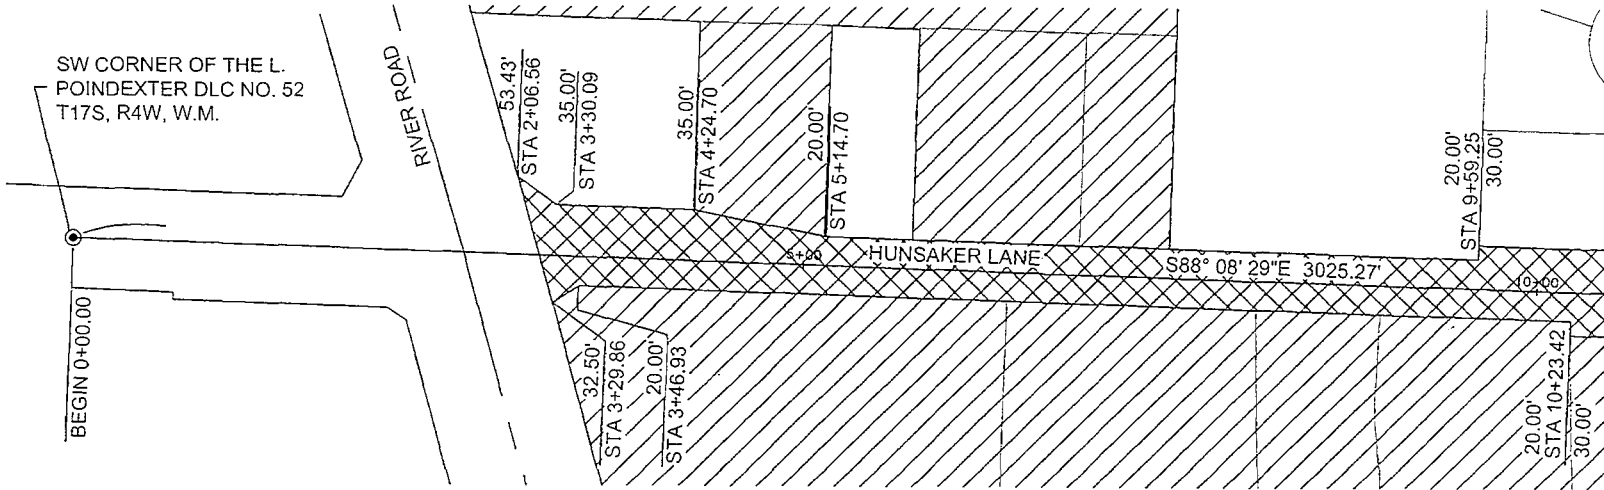 SW CORNER OF THE L.
POINDEXTER DLC NO. 52
T17S, R4W, W.M.
RIVER ROAD
53.43'
STA 2+06.56
35.00'
STA 3+30.09
35.00'
STA 4+24.70
20.00'
STA 5+14.70
20.00'
STA 9+59.25
30.00'
5+00
HUNSAKER LANE
S88° 08' 29"E 3025.27'
10+00
BEGIN 0+00.00
32.50'
STA 3+29.86
20.00'
STA 3+46.93
20.00'
STA 10+23.42
30.00'